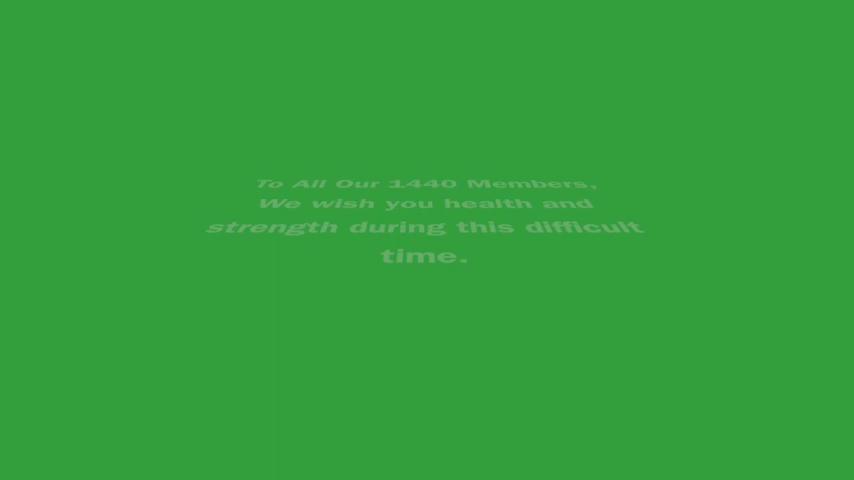 To All Our 1440 Members,
We wish you health and
strength during this difficult
time.